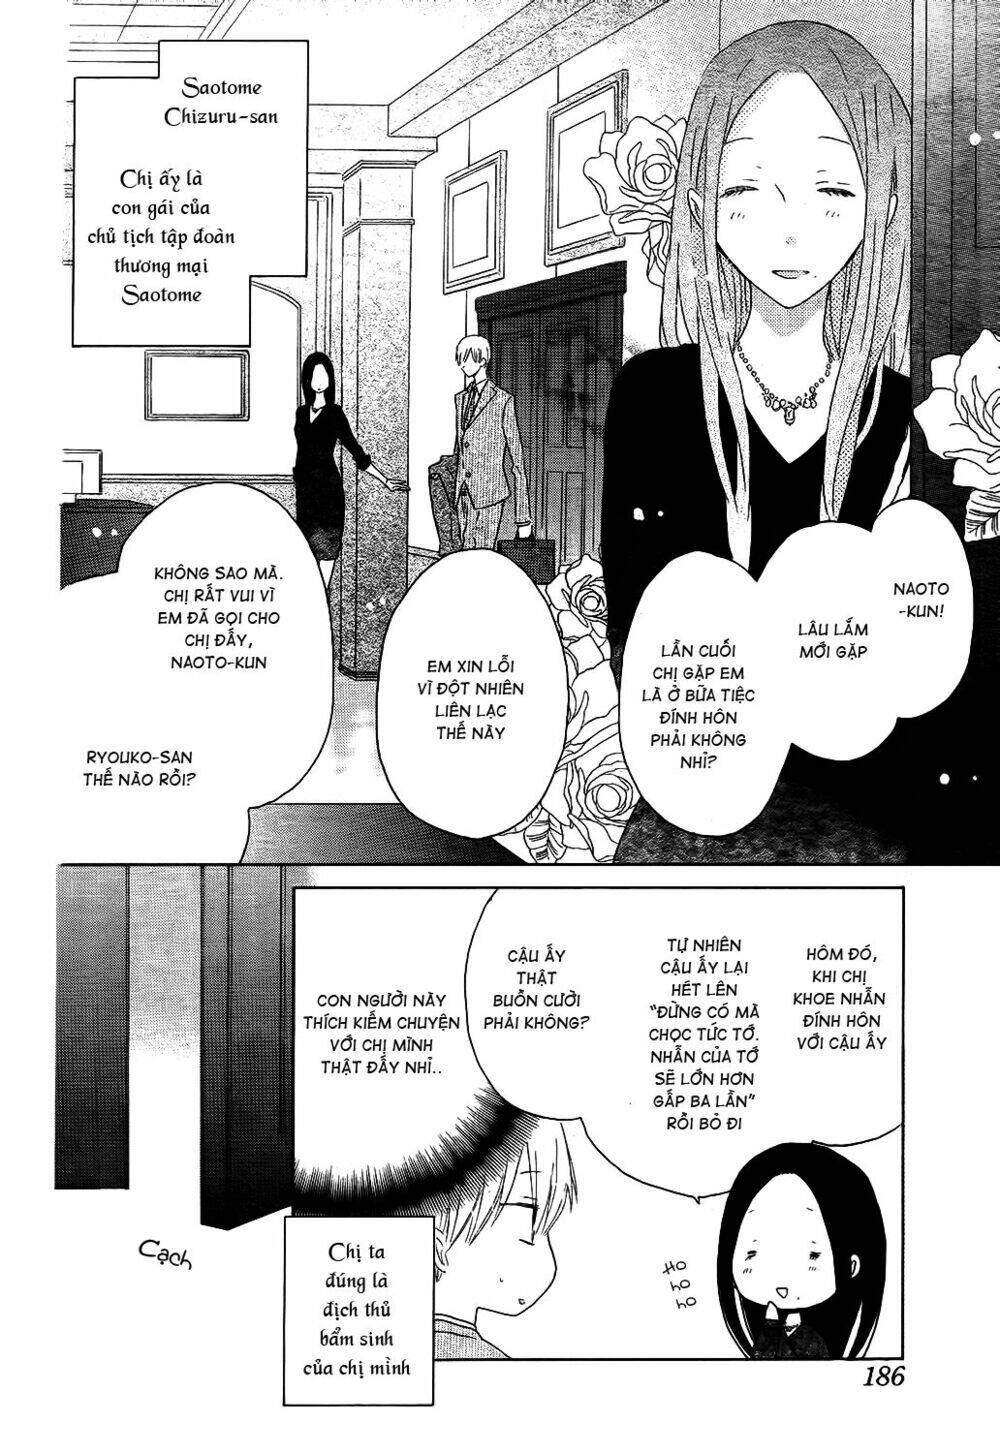 Saotome
Chizuru-san
Chị ấy là
con gái của
chủ tịch tập đoàn
thương mại
Saotome
NAOTO
-KUN!
LÂU LẮM
MỚI GẶP
LẦN CUỐI
CHỊ GẶP EM
LÀ Ở BỮA TIỆC
ĐÍNH HÔN
PHẢI KHÔNG
NHỈ?
EM XIN LỖI
VÌ ĐỘT NHIÊN
LIÊN LẠC
THẾ NÀY
KHÔNG SAO MÀ.
CHỊ RẤT VUI VÌ
EM ĐÃ GỌI CHO
CHỊ ĐẤY,
NAOTO-KUN
RYOUKO-SAN
THẾ NÀO RỒI?
HÔM ĐÓ,
KHI CHỊ
KHOE NHẪN
ĐÍNH HÔN
VỚI CẬU ẤY
TỰ NHIÊN
CẬU ẤY LẠI
HÉT LÊN
“ĐỪNG CÓ MÀ
CHỌC TỨC TỚ.
NHẪN CỦA TỚ
SẼ LỚN HƠN
GẤP BA LẦN”
RỒI BỎ ĐI
CẬU ẤY
THẬT
BUỒN CƯỜI
PHẢI KHÔNG?
Ho
ho
ho
CON NGƯỜI NÀY
THÍCH KIẾM CHUYỆN
VỚI CHỊ MÌNH
THẬT ĐẤY NHỈ..
Chị ta
đúng là
địch thủ
bẩm sinh
của chị mình
Cạch
186